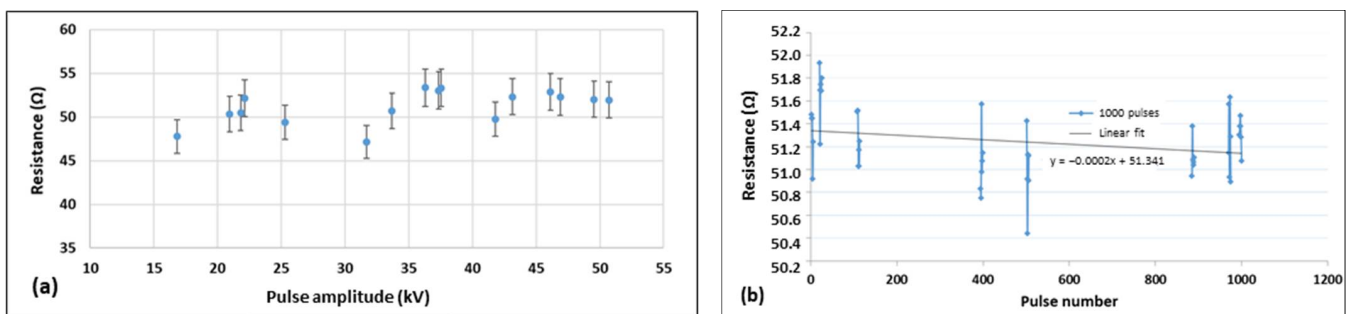 60
55
50
45
40
35
10 15 20 25 30 35 40 45 50 55
Resistance (Ω)
Pulse amplitude (kV)
(a)
52.2
52.0
51.8
51.6
51.4
51.2
51.0
50.8
50.6
50.4
50.2
0 200 400 600 800 1000 1200
Resistance (Ω)
Pulse number
1000 pulses
Linear fit
y = −0.0002x + 51.341
(b)